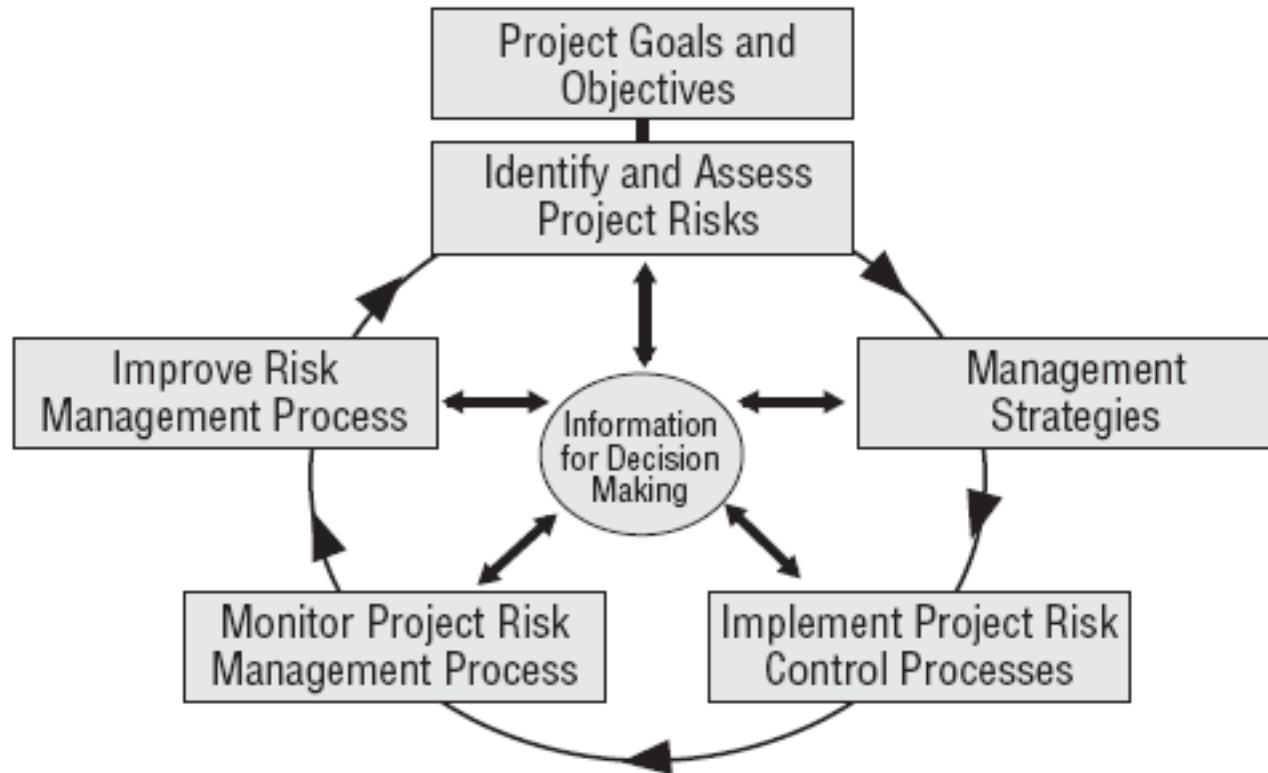 Project Goals and
Objectives
Identify and Assess
Project Risks
Improve Risk
Management Process
Information
for Decision
Making
Management
Strategies
Monitor Project Risk
Management Process
Implement Project Risk
Control Processes